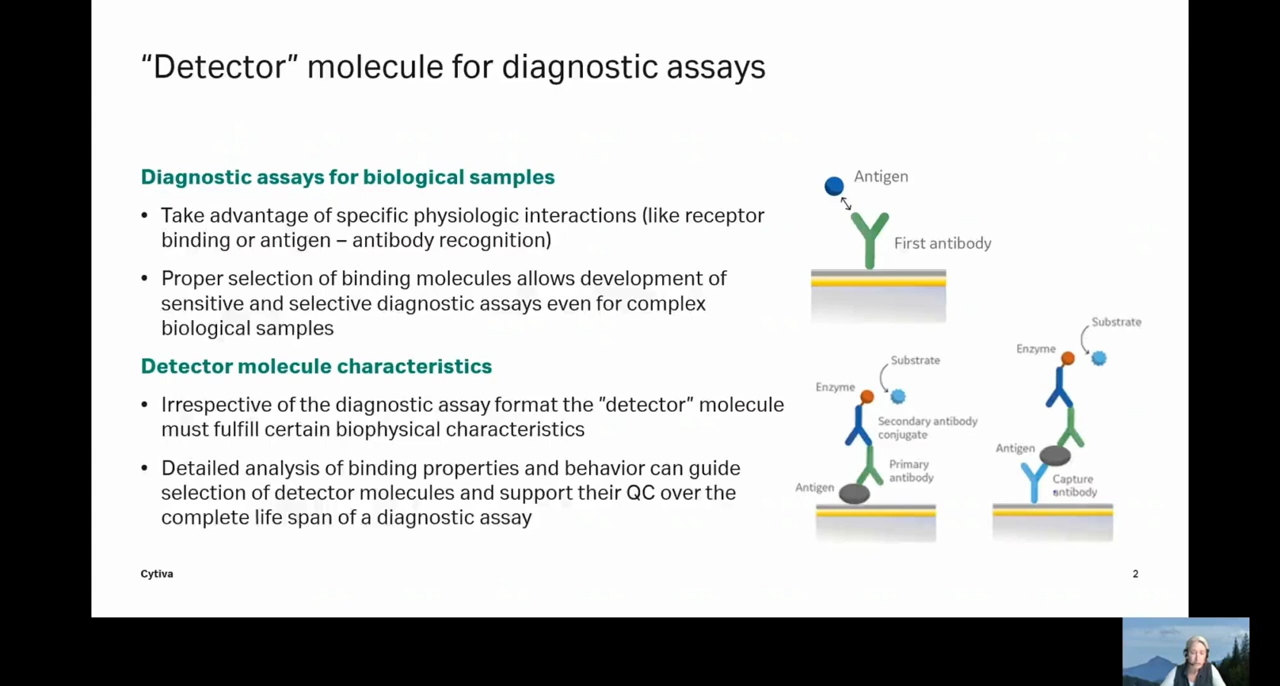 “Detector” molecule for diagnostic assays
Diagnostic assays for biological samples
• Take advantage of specific physiologic interactions (like receptor
binding or antigen – antibody recognition)
• Proper selection of binding molecules allows development of
sensitive and selective diagnostic assays even for complex
biological samples
Detector molecule characteristics
• Irrespective of the diagnostic assay format the ”detector” molecule
must fulfill certain biophysical characteristics
• Detailed analysis of binding properties and behavior can guide
selection of detector molecules and support their QC over the
complete life span of a diagnostic assay
Antigen
First antibody
Substrate
Enzyme
Secondary antibody
conjugate
Primary
antibody
Antigen
Substrate
Enzyme
Antigen
Capture
antibody
Cytiva
2